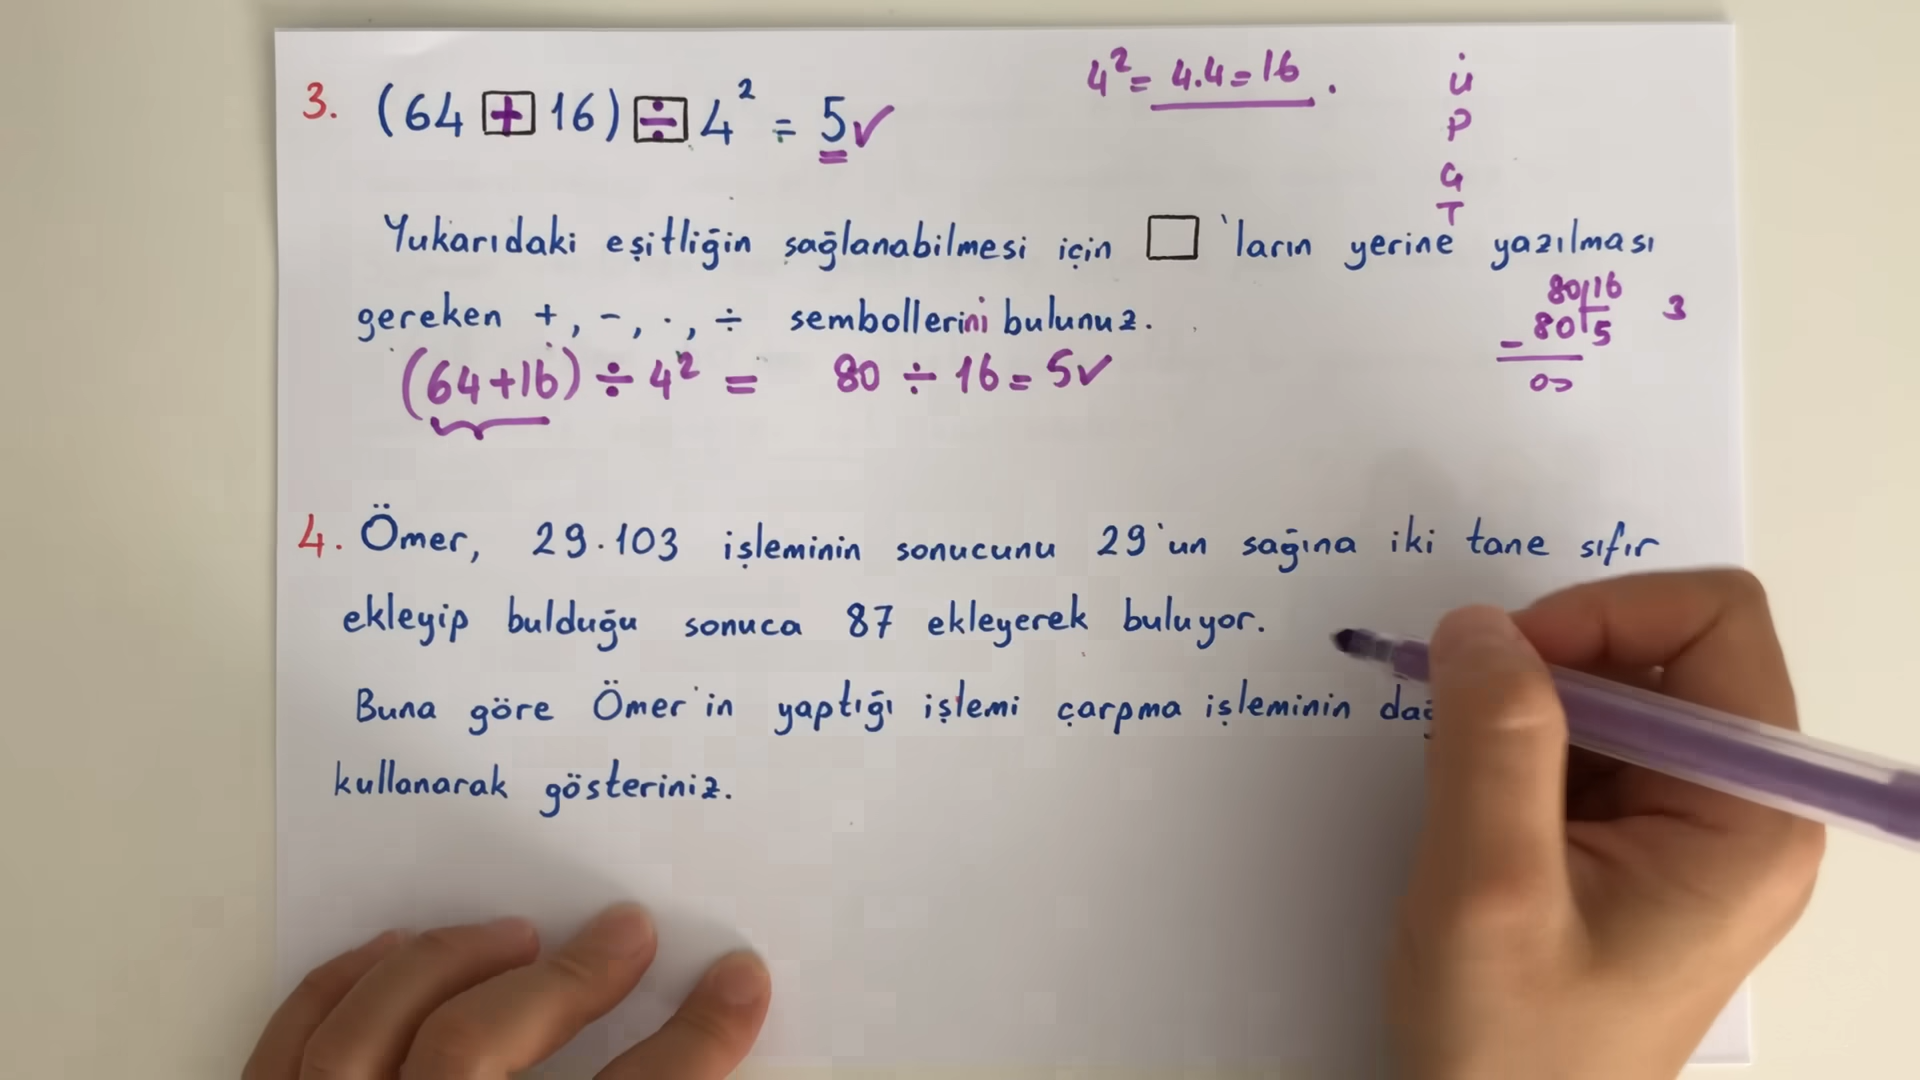 3. (64 + 16) ÷ 4² = 5✓
4² = 4.4 = 16 .
Ü
P
Ç
T
Yukarıdaki eşitliğin sağlanabilmesi için □ 'ların yerine yazılması
gereken +, -, ·, ÷ sembollerini bulunuz.
(64+16) ÷ 4² = 80 ÷ 16 = 5✓
80 16 3
- 80 5
4. Ömer, 29.103 işleminin sonucunu 29'un sağına iki tane sıfır
ekleyip bulduğu sonuca 87 ekleyerek buluyor.
Buna göre Ömer'in yaptığı işlemi çarpma işleminin
kullanarak gösteriniz.